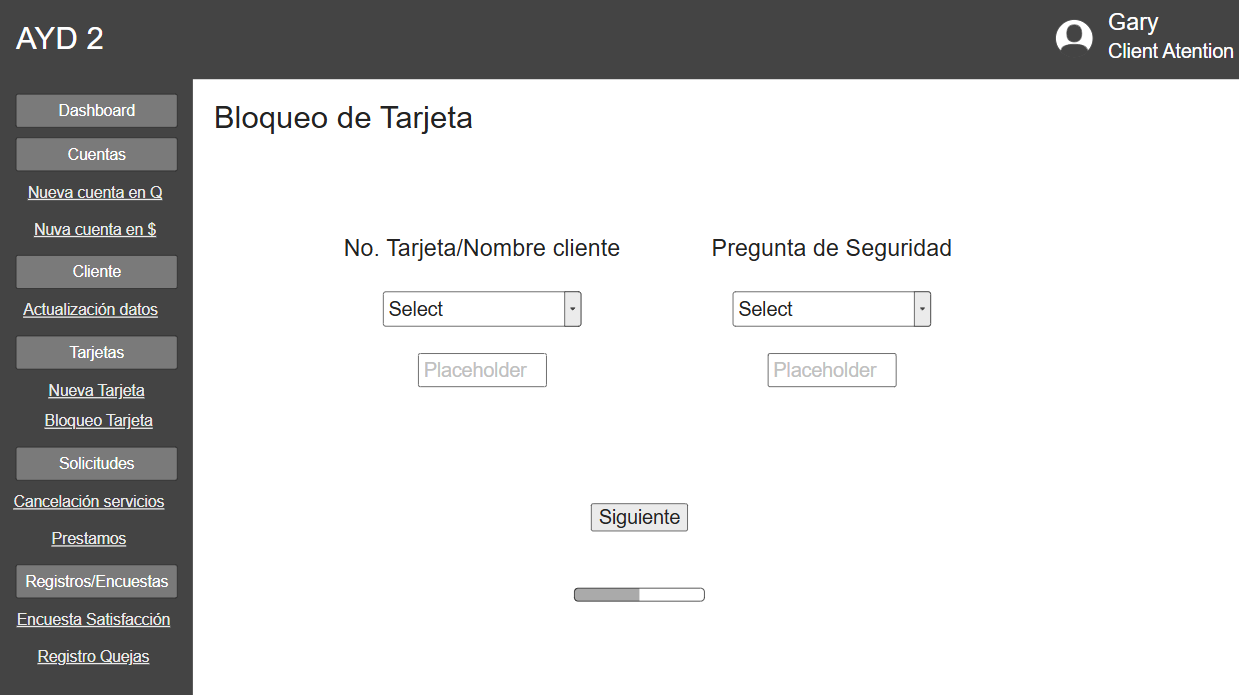 AYD 2
Gary
Client Atention
Dashboard
Cuentas
Nueva cuenta en Q
Nuva cuenta en $
Cliente
Actualización datos
Tarjetas
Nueva Tarjeta
Bloqueo Tarjeta
Solicitudes
Cancelación servicios
Prestamos
Registros/Encuestas
Encuesta Satisfacción
Registro Quejas
Bloqueo de Tarjeta
No. Tarjeta/Nombre cliente
Select
Placeholder
Pregunta de Seguridad
Select
Placeholder
Siguiente